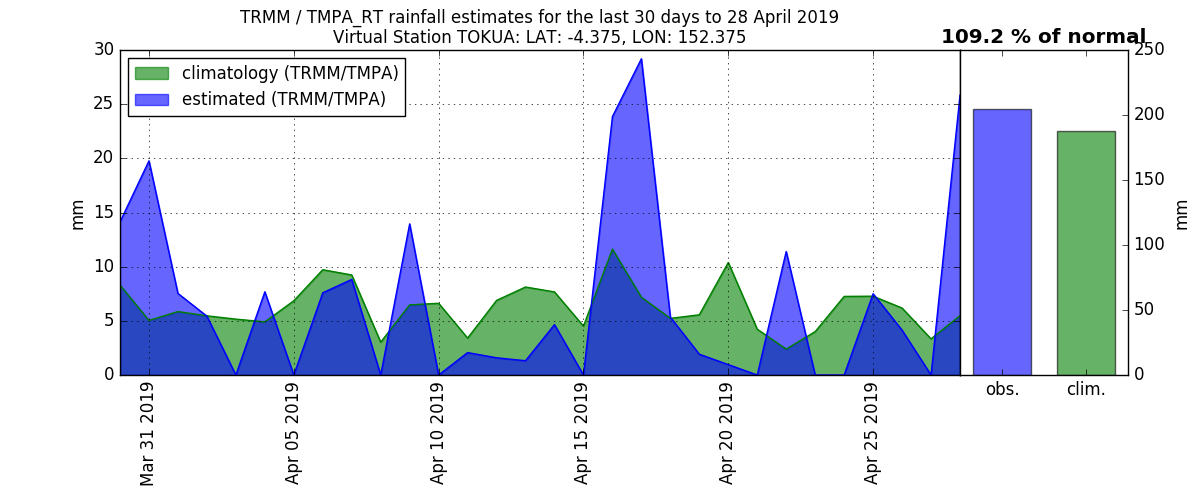 TRMM / TMPA_RT rainfall estimates for the last 30 days to 28 April 2019
Virtual Station TOKUA: LAT: -4.375, LON: 152.375
109.2 % of normal
climatology (TRMM/TMPA)
estimated (TRMM/TMPA)
30
25
20
15
10
5
0
mm
Mar 31 2019
Apr 05 2019
Apr 10 2019
Apr 15 2019
Apr 20 2019
Apr 25 2019
250
200
150
100
50
0
mm
obs.
clim.